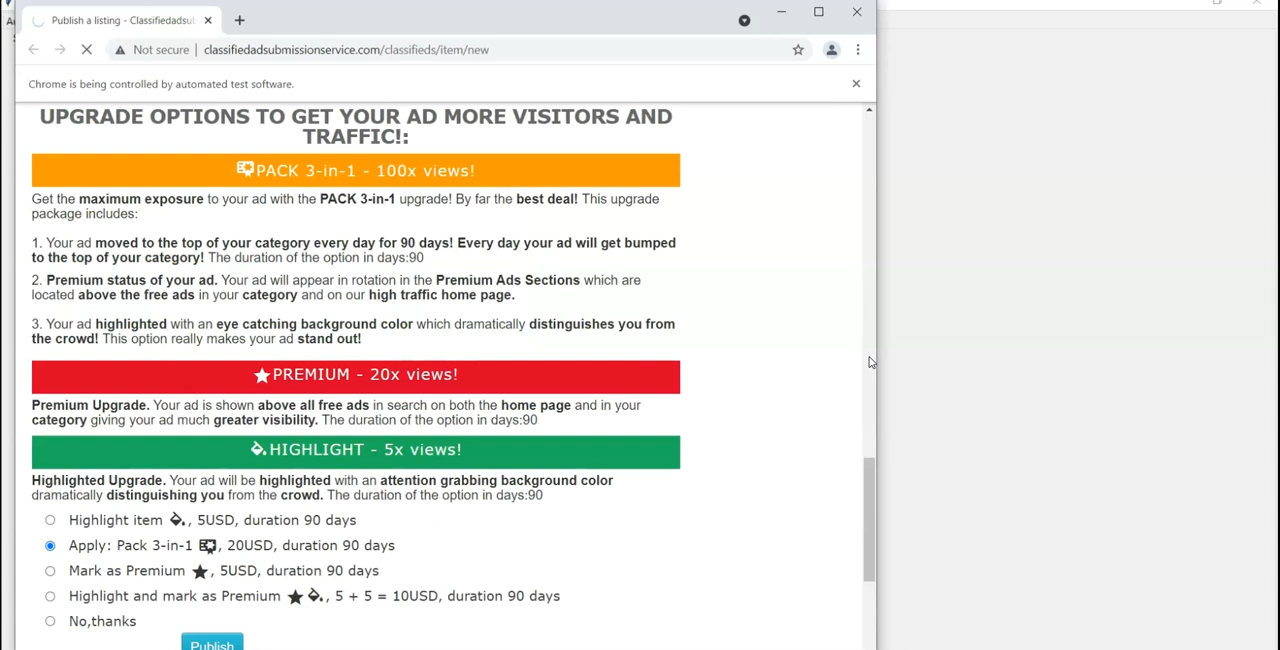 Publish a listing - Classifiedadsub
Not secure classifiedadsubmissionservice.com/classifieds/item/new
Chrome is being controlled by automated test software.
UPGRADE OPTIONS TO GET YOUR AD MORE VISITORS AND
TRAFFIC!:
PACK 3-in-1 - 100x views!
Get the maximum exposure to your ad with the PACK 3-in-1 upgrade! By far the best deal! This upgrade
package includes:
1. Your ad moved to the top of your category every day for 90 days! Every day your ad will get bumped
to the top of your category! The duration of the option in days:90
2. Premium status of your ad. Your ad will appear in rotation in the Premium Ads Sections which are
located above the free ads in your category and on our high traffic home page.
3. Your ad highlighted with an eye catching background color which dramatically distinguishes you from
the crowd! This option really makes your ad stand out!
PREMIUM - 20x views!
Premium Upgrade. Your ad is shown above all free ads in search on both the home page and in your
category giving your ad much greater visibility. The duration of the option in days:90
HIGHLIGHT - 5x views!
Highlighted Upgrade. Your ad will be highlighted with an attention grabbing background color
dramatically distinguishing you from the crowd. The duration of the option in days:90
Highlight item , 5USD, duration 90 days
Apply: Pack 3-in-1 , 20USD, duration 90 days
Mark as Premium , 5USD, duration 90 days
Highlight and mark as Premium , 5 + 5 = 10USD, duration 90 days
No,thanks
Publish